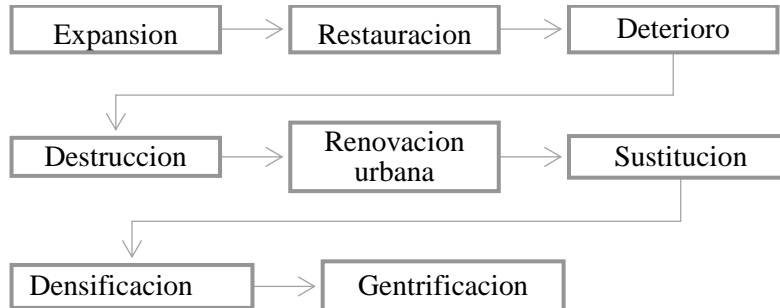 Expansion
Restauracion
Deterioro
Destruccion
Renovacion
urbana
Sustitucion
Densificacion
Gentrificacion